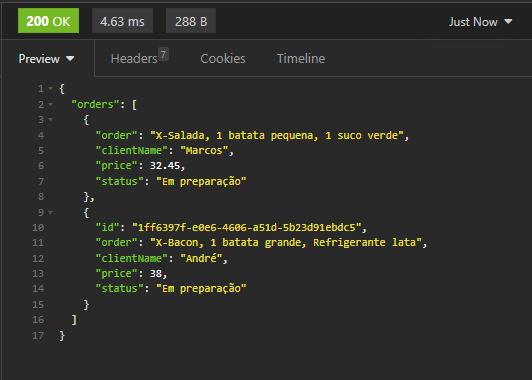 200 OK 4.63 ms 288 B Just Now
Preview Headers 7 Cookies Timeline
1 {
2 "orders": [
3 {
4 "order": "X-Salada, 1 batata pequena, 1 suco verde",
5 "clientName": "Marcos",
6 "price": 32.45,
7 "status": "Em preparação"
8 },
9 {
10 "id": "1ff6397f-e0e6-4606-a51d-5b23d91ebdc5",
11 "order": "X-Bacon, 1 batata grande, Refrigerante lata",
12 "clientName": "André",
13 "price": 38,
14 "status": "Em preparação"
15 }
16 ]
17 }